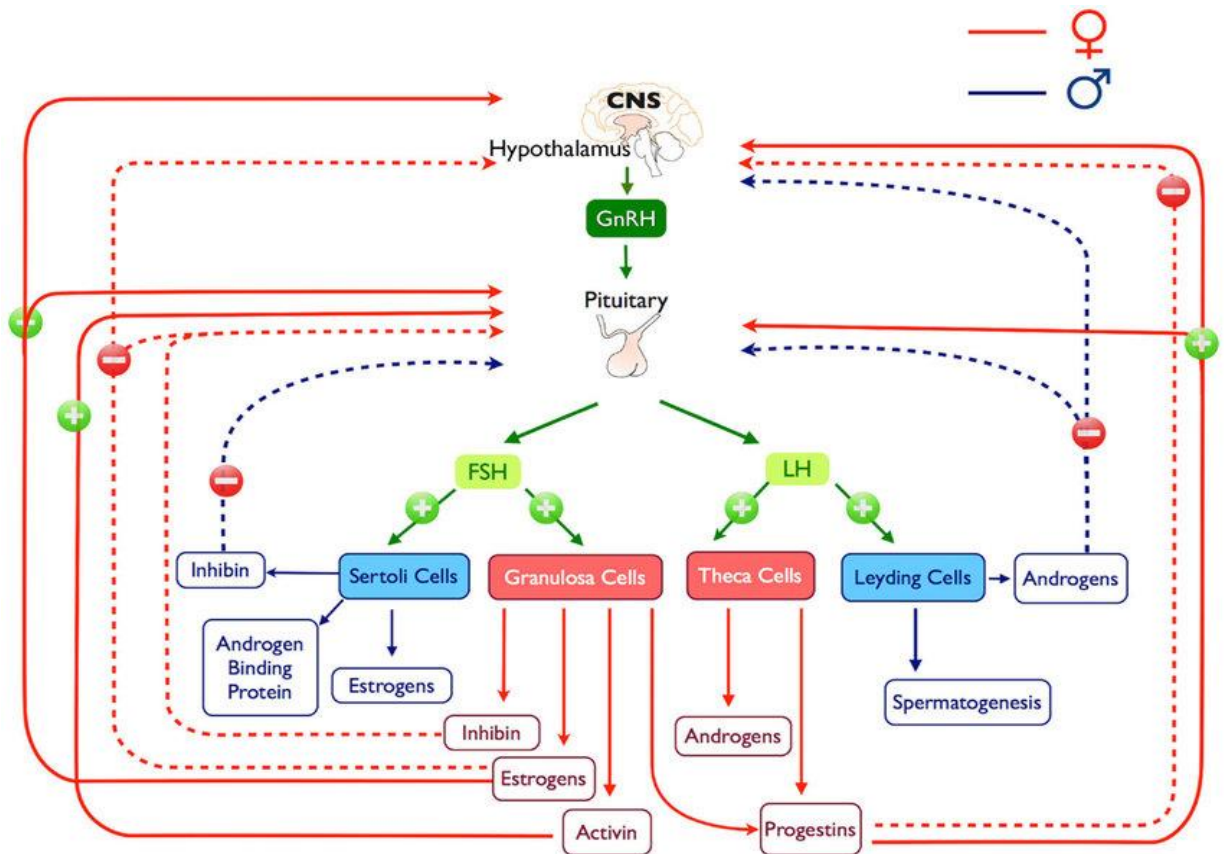 CNS
Hypothalamus
GnRH
Pituitary
FSH
LH
Inhibin
Sertoli Cells
Granulosa Cells
Theca Cells
Leyding Cells
Androgens
Androgen
Binding
Protein
Estrogens
Spermatogenesis
Inhibin
Androgens
Estrogens
Activin
Progestins